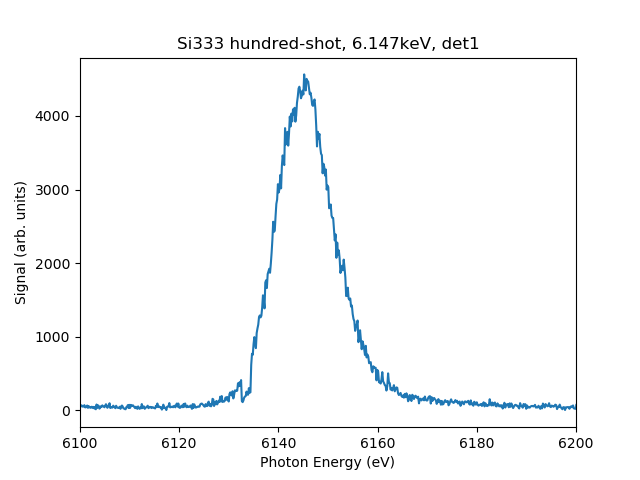 Si333 hundred-shot, 6.147keV, det1
Signal (arb. units)
4000
3000
2000
1000
0
6100 6120 6140 6160 6180 6200
Photon Energy (eV)